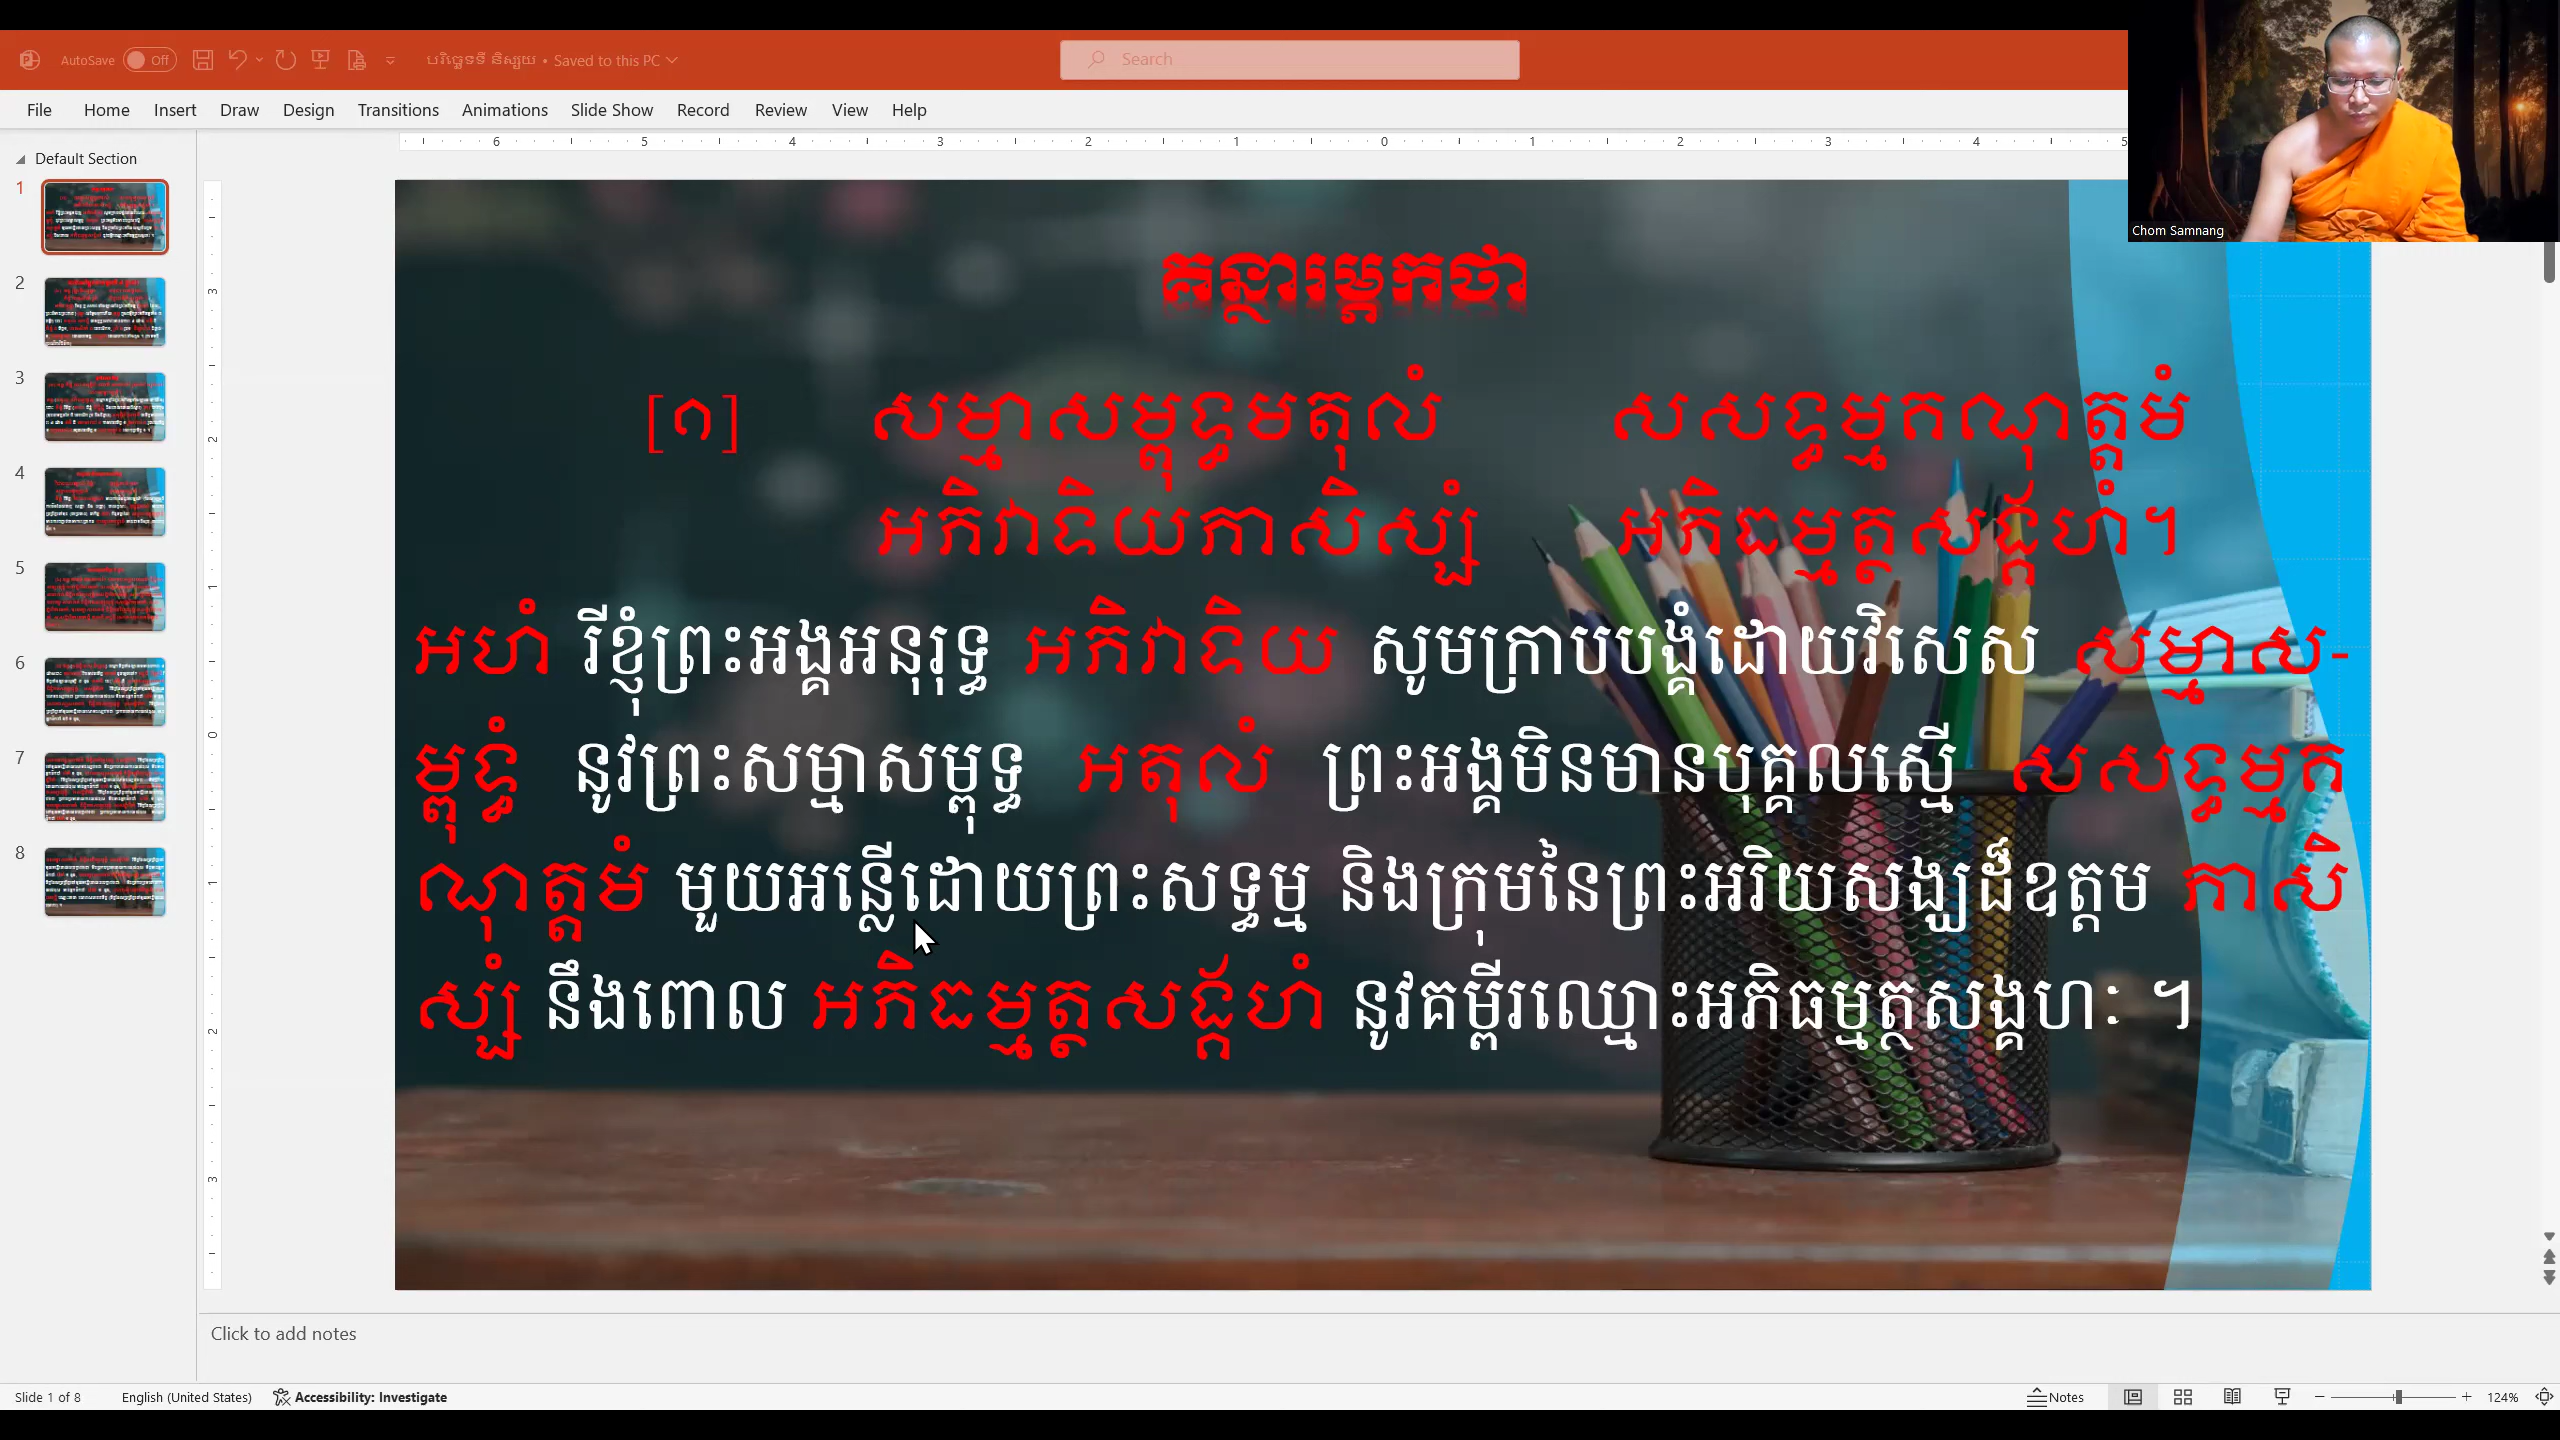 AutoSave Off បរិច្ឆេទទី និស្សយ • Saved to this PC Search
File Home Insert Draw Design Transitions Animations Slide Show Record Review View Help
Chom Samnang
Default Section
1
2
3
4
5
6
7
8
គន្ថារម្ភកថា
[១] សម្មាសម្ពុទ្ធមតុលំ សសទ្ធម្មគណុត្តមំ
អភិវាទិយភាសិស្សំ អភិធម្មត្ថសង្គហំ។
អហំ រីខ្ញុំព្រះអង្គអនុរុទ្ធ អភិវាទិយ សូមក្រាបបង្គំដោយវិសេស សម្មាស-
ម្ពុទ្ធំ នូវព្រះសម្មាសម្ពុទ្ធ អតុលំ ព្រះអង្គមិនមានបុគ្គលស្មើ សសទ្ធម្មគ
ណុត្តមំ មួយអន្លើដោយព្រះសទ្ធម្ម និងក្រុមនៃព្រះអរិយសង្ឃដ៏ឧត្តម ភាសិ
ស្សំ នឹងពោល អភិធម្មត្ថសង្គហំ នូវគម្ពីរឈ្មោះអភិធម្មត្ថសង្គហៈ ។
Click to add notes
Slide 1 of 8 English (United States) Accessibility: Investigate Notes 124%